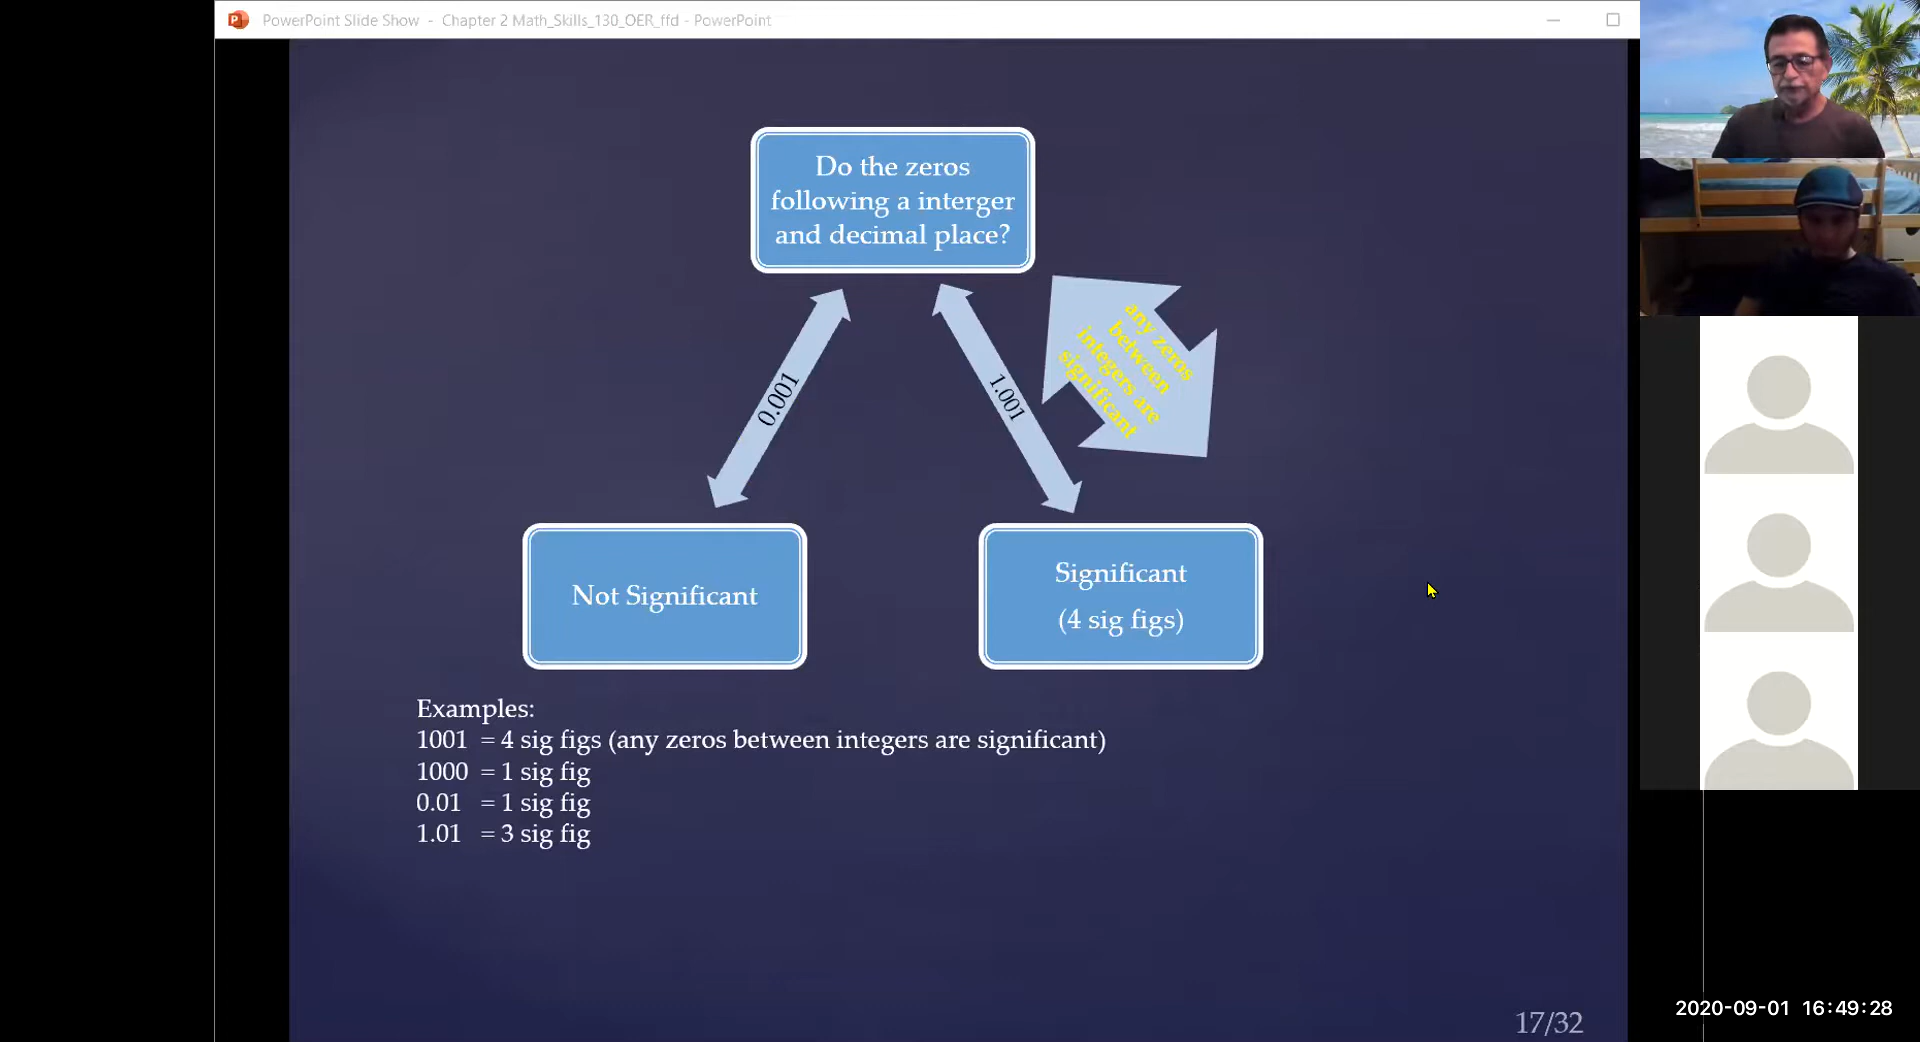 PowerPoint Slide Show - Chapter 2 Math_Skills_130_OER_ffd - PowerPoint
Do the zeros
following a interger
and decimal place?
0.001
1.001
any zeros
between
integers are
significant
Not Significant
Significant
(4 sig figs)
Examples:
1001 = 4 sig figs (any zeros between integers are significant)
1000 = 1 sig fig
0.01 = 1 sig fig
1.01 = 3 sig fig
17/32
2020-09-01 16:49:28